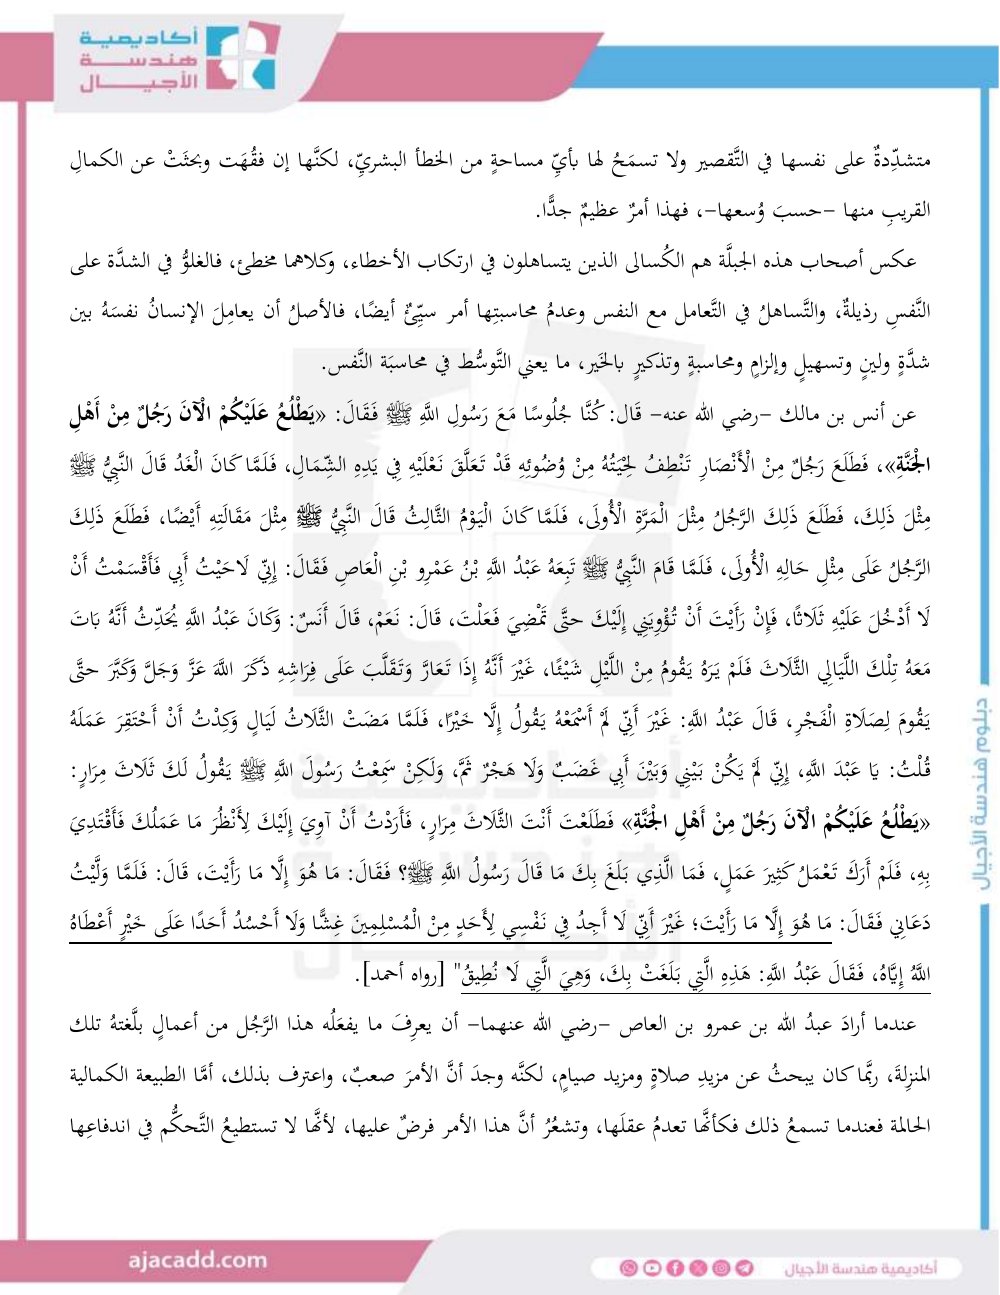 أكاديمية
هندسة
الأجيال
متشدِّدةٌ على نفسها في التَّقصير ولا تسمَحُ لها بأيِّ مساحةٍ من الخطأ البشريِّ، لكنَّها إن فقُهَت وبحثَتْ عن الكمالِ
القريبِ منها –حسبَ وُسعها–، فهذا أمرٌ عظيمٌ جدًّا.
عكس أصحاب هذه الجبلَّة هم الكُسالى الذين يتساهلون في ارتكاب الأخطاء، وكلاهما مخطئ، فالغلوُّ في الشدَّة على
النَّفسِ رذيلةٌ، والتَّساهلُ في التَّعامل مع النفس وعدمُ محاسبتِها أمر سيِّئٌ أيضًا، فالأصلُ أن يعامِلَ الإنسانُ نفسَهُ بين
شدَّةٍ ولينٍ وتسهيلٍ وإلزامٍ ومحاسبةٍ وتذكيرٍ بالخَير، ما يعني التَّوسُّط في محاسبَة النَّفس.
عن أنس بن مالك –رضي الله عنه– قَال: كُنَّا جُلُوسًا مَعَ رَسُولِ اللَّهِ ﷺ فَقَالَ: «يَطْلُعُ عَلَيْكُمْ الْآنَ رَجُلٌ مِنْ أَهْلِ
الْجَنَّةِ»، فَطَلَعَ رَجُلٌ مِنْ الْأَنْصَارِ تَنْطِفُ لِحْيَتُهُ مِنْ وُضُوئِهِ قَدْ تَعَلَّقَ نَعْلَيْهِ فِي يَدِهِ الشِّمَالِ، فَلَمَّا كَانَ الْغَدُ قَالَ النَّبِيُّ ﷺ
مِثْلَ ذَلِكَ، فَطَلَعَ ذَلِكَ الرَّجُلُ مِثْلَ الْمَرَّةِ الْأُولَى، فَلَمَّا كَانَ الْيَوْمُ الثَّالِثُ قَالَ النَّبِيُّ ﷺ مِثْلَ مَقَالَتِهِ أَيْضًا، فَطَلَعَ ذَلِكَ
الرَّجُلُ عَلَى مِثْلِ حَالِهِ الْأُولَى، فَلَمَّا قَامَ النَّبِيُّ ﷺ تَبِعَهُ عَبْدُ اللَّهِ بْنُ عَمْرِو بْنِ الْعَاصِ فَقَالَ: إِنِّي لَاحَيْتُ أَبِي فَأَقْسَمْتُ أَنْ
لَا أَدْخُلَ عَلَيْهِ ثَلَاثًا، فَإِنْ رَأَيْتَ أَنْ تُؤْوِيَنِي إِلَيْكَ حتَّى تَمْضِيَ فَعَلْتَ، قَالَ: نَعَمْ، قَالَ أَنَسٌ: وَكَانَ عَبْدُ اللَّهِ يُحَدِّثُ أَنَّهُ بَاتَ
مَعَهُ تِلْكَ اللَّيَالِي الثَّلَاثَ فَلَمْ يَرَهُ يَقُومُ مِنْ اللَّيْلِ شَيْئًا، غَيْرَ أَنَّهُ إِذَا تَعَارَّ وَتَقَلَّبَ عَلَى فِرَاشِهِ ذَكَرَ اللَّهَ عَزَّ وَجَلَّ وَكَبَّرَ حتَّى
يَقُومَ لِصَلَاةِ الْفَجْرِ، قَالَ عَبْدُ اللَّهِ: غَيْرَ أَنِّي لَمْ أَسْمَعْهُ يَقُولُ إِلَّا خَيْرًا، فَلَمَّا مَضَتْ الثَّلَاثُ لَيَالٍ وَكِدْتُ أَنْ أَحْتَقِرَ عَمَلَهُ
قُلْتُ: يَا عَبْدَ اللَّهِ، إِنِّي لَمْ يَكُنْ بَيْنِي وَبَيْنَ أَبِي غَضَبٌ وَلَا هَجْرٌ ثَمَّ، وَلَكِنْ سَمِعْتُ رَسُولَ اللَّهِ ﷺ يَقُولُ لَكَ ثَلَاثَ مِرَارٍ:
«يَطْلُعُ عَلَيْكُمْ الْآنَ رَجُلٌ مِنْ أَهْلِ الْجَنَّةِ» فَطَلَعْتَ أَنْتَ الثَّلَاثَ مِرَارٍ، فَأَرَدْتُ أَنْ آوِيَ إِلَيْكَ لِأَنْظُرَ مَا عَمَلُكَ فَأَقْتَدِيَ
بِهِ، فَلَمْ أَرَكَ تَعْمَلُ كَثِيرَ عَمَلٍ، فَمَا الَّذِي بَلَغَ بِكَ مَا قَالَ رَسُولُ اللَّهِ ﷺ؟ فَقَالَ: مَا هُوَ إِلَّا مَا رَأَيْتَ، قَالَ: فَلَمَّا وَلَّيْتُ
دَعَانِي فَقَالَ: مَا هُوَ إِلَّا مَا رَأَيْتَ؛ غَيْرَ أَنِّي لَا أَجِدُ فِي نَفْسِي لِأَحَدٍ مِنْ الْمُسْلِمِينَ غِشًّا وَلَا أَحْسُدُ أَحَدًا عَلَى خَيْرٍ أَعْطَاهُ
اللَّهُ إِيَّاهُ، فَقَالَ عَبْدُ اللَّهِ: هَذِهِ الَّتِي بَلَغَتْ بِكَ، وَهِيَ الَّتِي لَا نُطِيقُ" [رواه أحمد].
عندما أرادَ عبدُ الله بن عمرو بن العاص –رضي الله عنهما– أن يعرِفَ ما يفعَلُه هذا الرَّجُل من أعمالٍ بلَّغتهُ تلك
المنزِلةَ، ربَّما كان يبحثُ عن مزيدِ صلاةٍ ومزيد صيامٍ، لكنَّه وجدَ أنَّ الأمرَ صعبٌ، واعترف بذلك، أمَّا الطبيعة الكمالية
الحالمة فعندما تسمعُ ذلك فكأنَّها تعدمُ عقلَها، وتشعُرُ أنَّ هذا الأمر فرضٌ عليها، لأنَّها لا تستطيعُ التَّحكُّم في اندفاعِها
دبلوم هندسة الأجيال
أكاديمية هندسة الأجيال
ajacadd.com